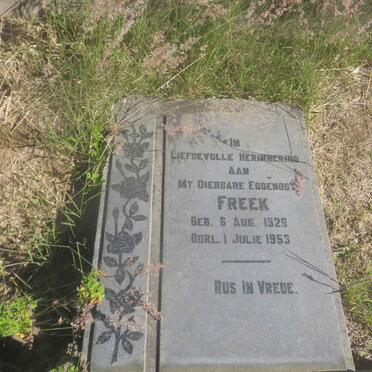 IN
LIEFDEVOLLE HERINNERING
AAN
MY DIERBARE EGGENOOT
FREEK
GEB. 6 AUG. 1929
OORL. 1 JULIE 1953
RUS IN VREDE.